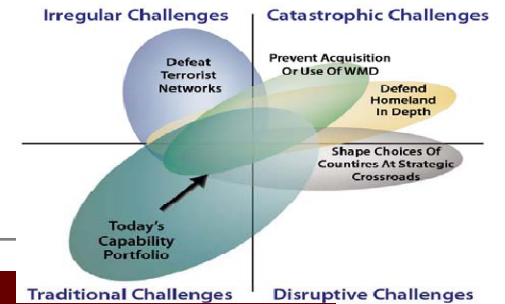 Irregular Challenges
Catastrophic Challenges
Defeat
Terrorist
Networks
Prevent Acquisition
Or Use Of WMD
Defend
Homeland
In Depth
Shape Choices Of
Countires At Strategic
Crossroads
Today's
Capability
Portfolio
Traditional Challenges
Disruptive Challenges